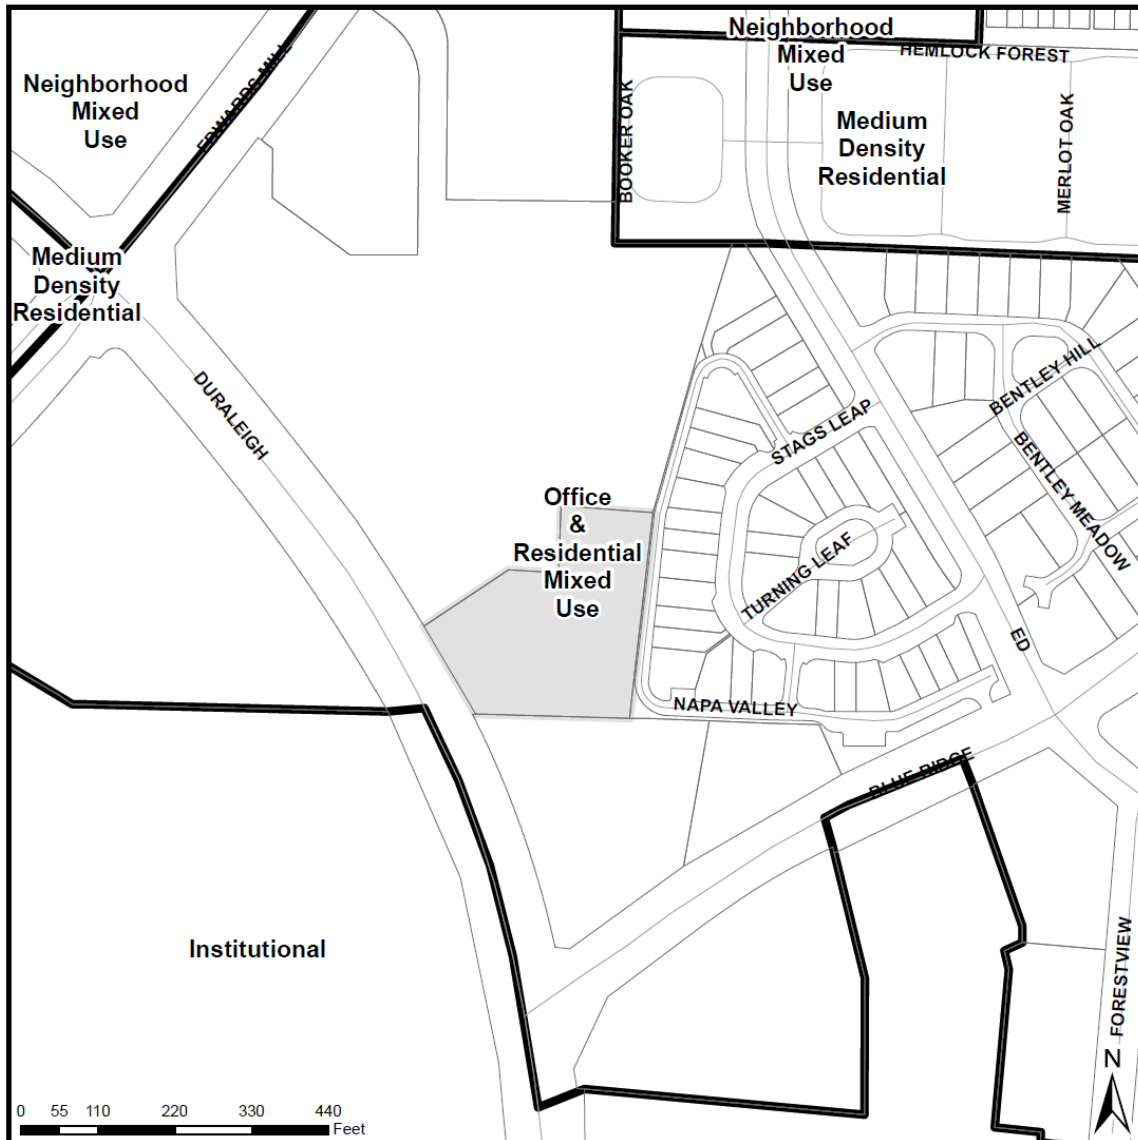 Neighborhood
Mixed
Use
HEMLOCK FOREST
Neighborhood
Mixed
Use
EDWARDS MILL
BOOKER OAK
MERLOT OAK
Medium
Density
Residential
Medium
Density
Residential
DURALEIGH
BENTLEY HILL
STAGS LEAP
BENTLEY MEADOW
Office
&
Residential
Mixed
Use
TURNING LEAF
ED
NAPA VALLEY
BLUE RIDGE
Institutional
FORESTVIEW
N
0 55 110 220 330 440
Feet